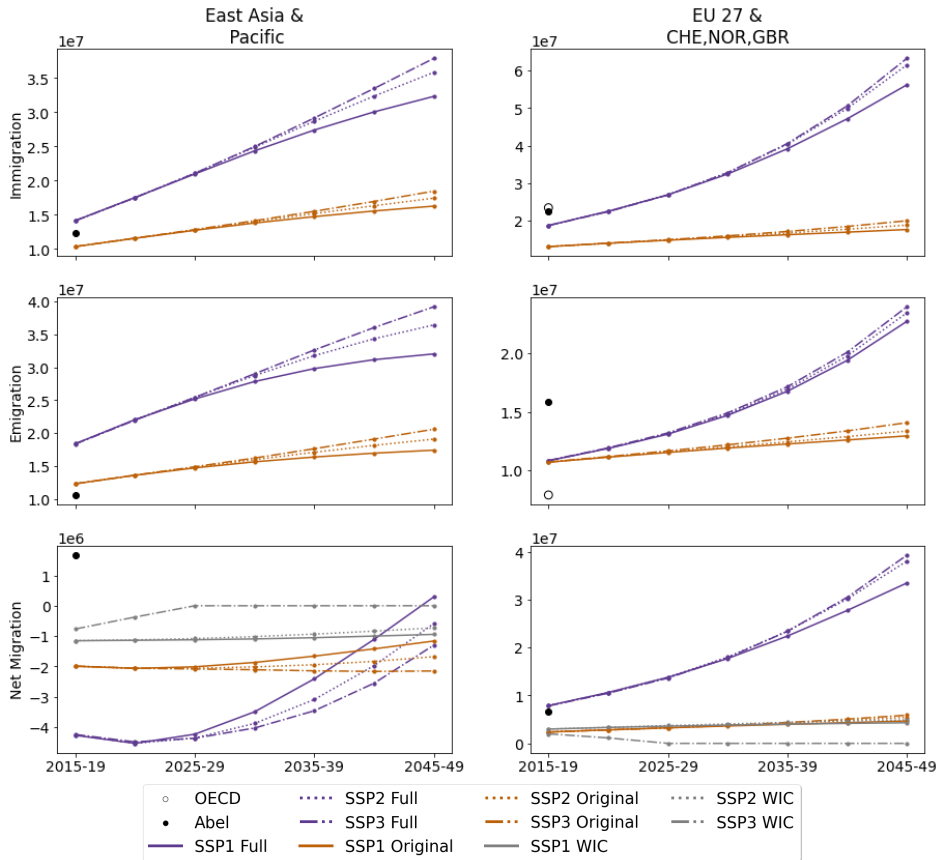 East Asia &
Pacific
EU 27 &
CHE,NOR,GBR
1e7
1e7
Immigration
3.5
3.0
2.5
2.0
1.5
1.0
6
5
4
3
2
1e7
1e7
Emigration
4.0
3.5
3.0
2.5
2.0
1.5
1.0
2.0
1.5
1.0
1e6
1e7
Net Migration
1
0
−1
−2
−3
−4
4
3
2
1
0
2015-19
2025-29
2035-39
2045-49
2015-19
2025-29
2035-39
2045-49
OECD
Abel
SSP1 Full
SSP2 Full
SSP3 Full
SSP1 Original
SSP2 Original
SSP3 Original
SSP1 WIC
SSP2 WIC
SSP3 WIC